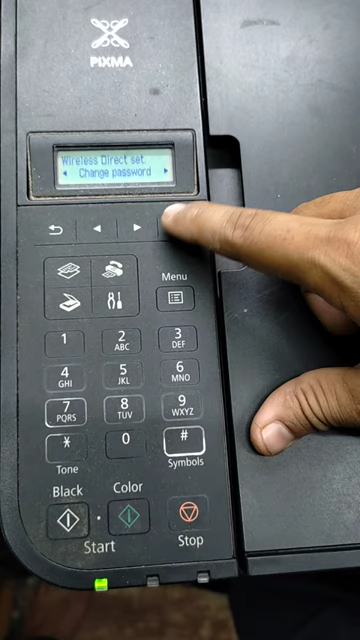 PIXMA
Wireless Direct set.
Change password
Menu
1
2
ABC
3
DEF
4
GHI
5
JKL
6
MNO
7
PQRS
8
TUV
9
WXYZ
*
0
#
Tone
Symbols
Black
Color
Start
Stop